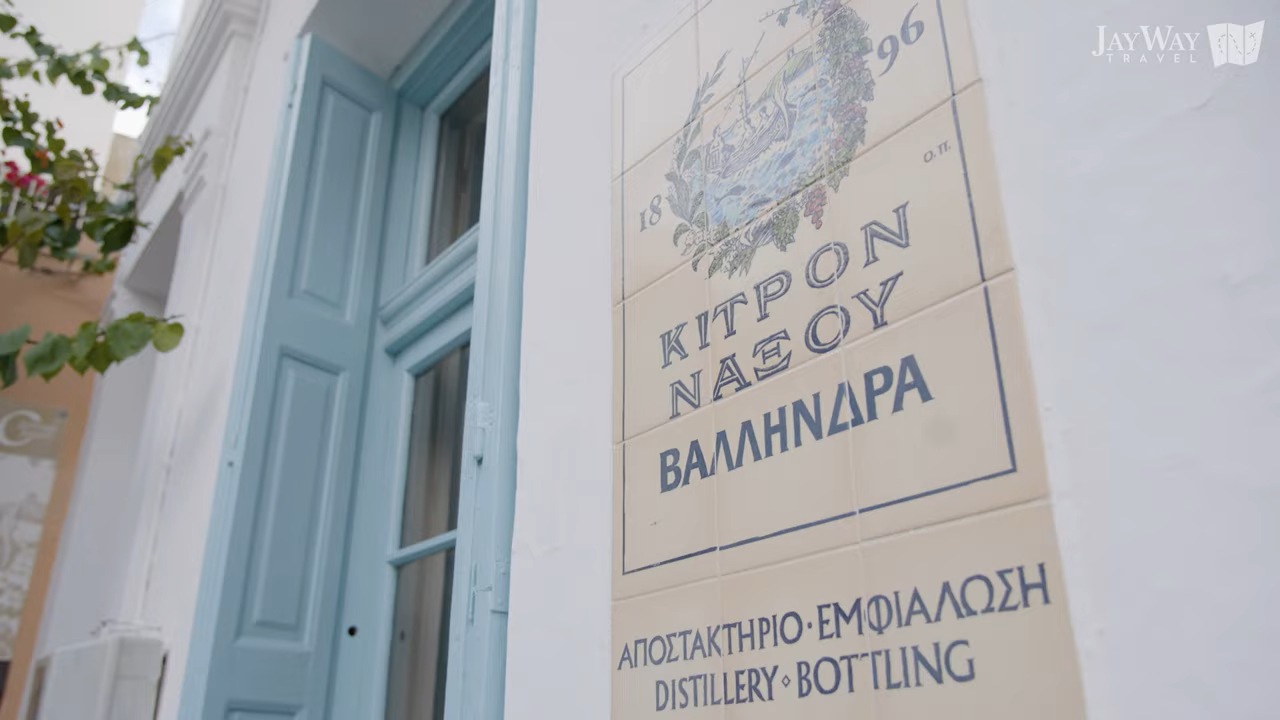 JAYWAY
TRAVEL
18 96
Ο.Π.
ΚΙΤΡΟΝ
ΝΑΞΟΥ
ΒΑΛΛΗΝΔΡΑ
ΑΠΟΣΤΑΚΤΗΡΙΟ·ΕΜΦΙΑΛΩΣΗ
DISTILLERY⋄BOTTLING